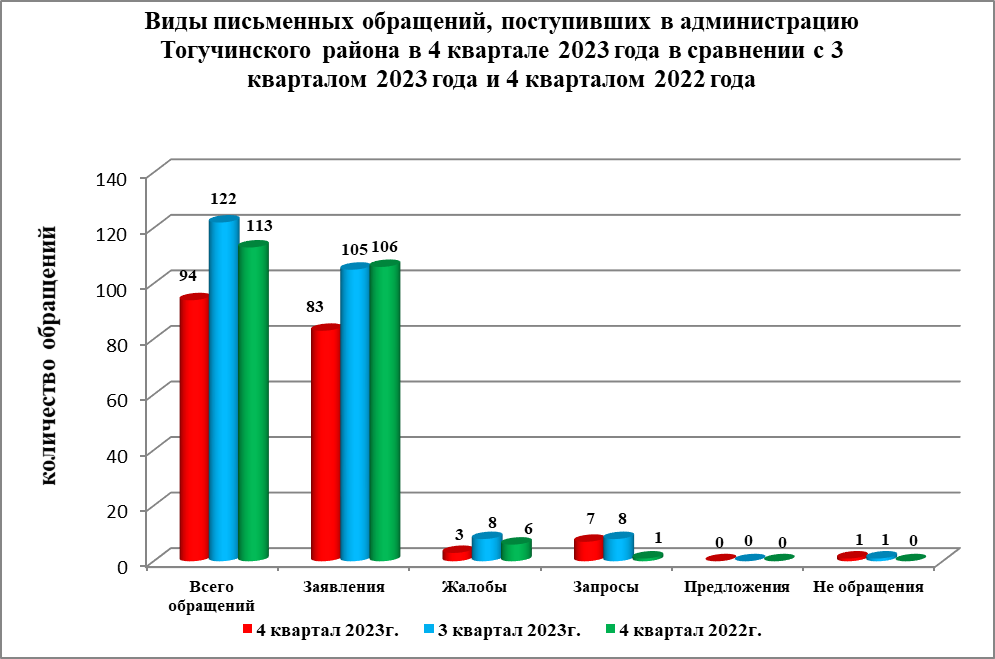 Виды письменных обращений, поступивших в администрацию
Тогучинского района в 4 квартале 2023 года в сравнении с 3
кварталом 2023 года и 4 кварталом 2022 года
количество обращений
140
120
100
80
60
40
20
0
94
122
113
83
105
106
3
8
6
7
8
1
0
0
0
1
1
0
Всего
обращений
Заявления
Жалобы
Запросы
Предложения
Не обращения
4 квартал 2023г.
3 квартал 2023г.
4 квартал 2022г.